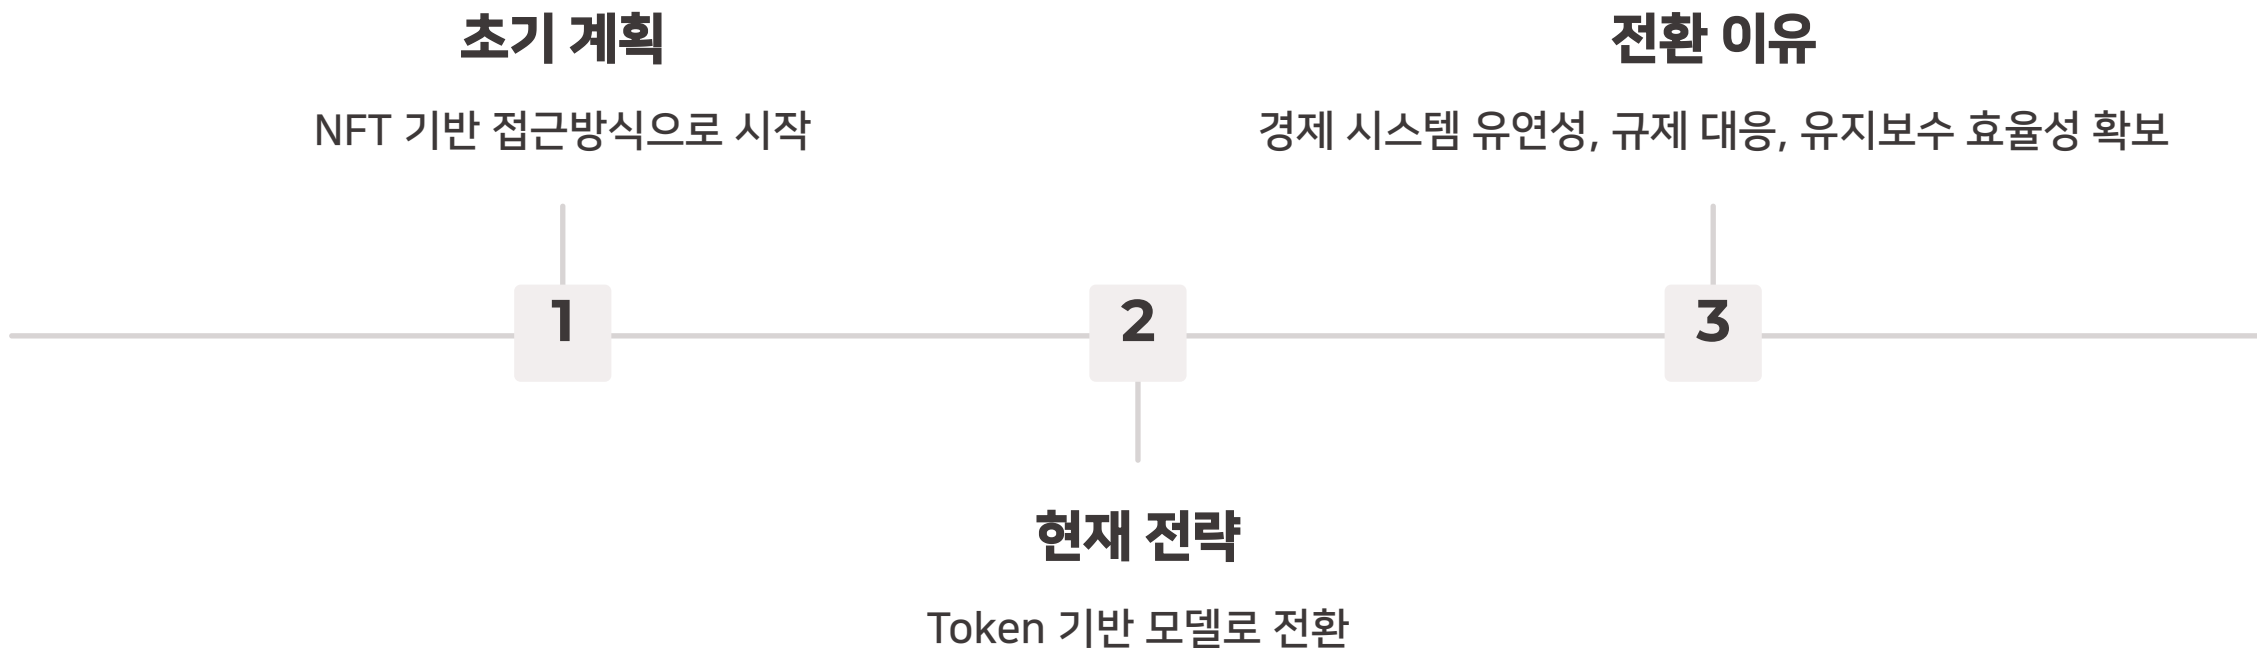 초기 계획
NFT 기반 접근방식으로 시작
1
2
현재 전략
Token 기반 모델로 전환
전환 이유
경제 시스템 유연성, 규제 대응, 유지보수 효율성 확보
3